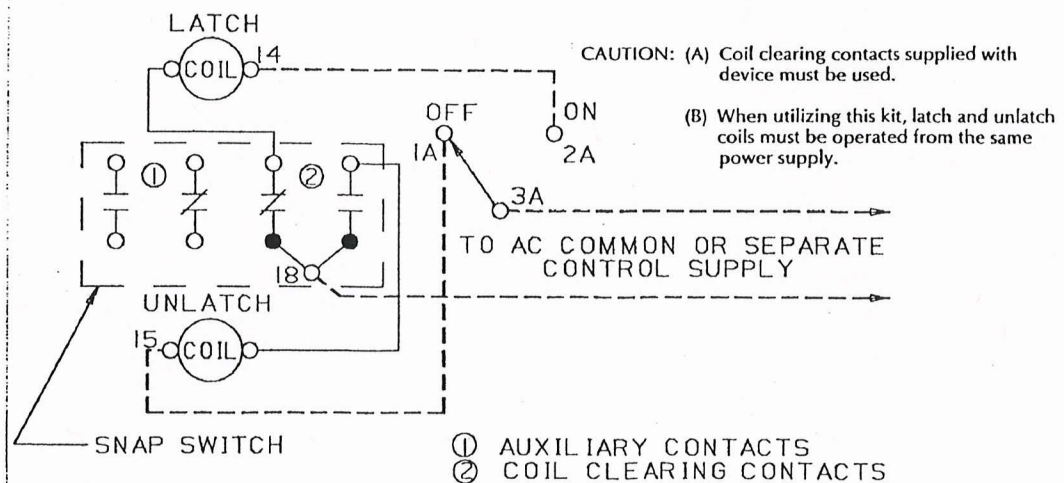 LATCH
COIL 14
CAUTION: (A) Coil clearing contacts supplied with
device must be used.
(B) When utilizing this kit, latch and unlatch
coils must be operated from the same
power supply.
OFF
ON
1A
2A
3A
① ②
TO AC COMMON OR SEPARATE
CONTROL SUPPLY
18
UNLATCH
15 COIL
SNAP SWITCH
① AUXILIARY CONTACTS
② COIL CLEARING CONTACTS